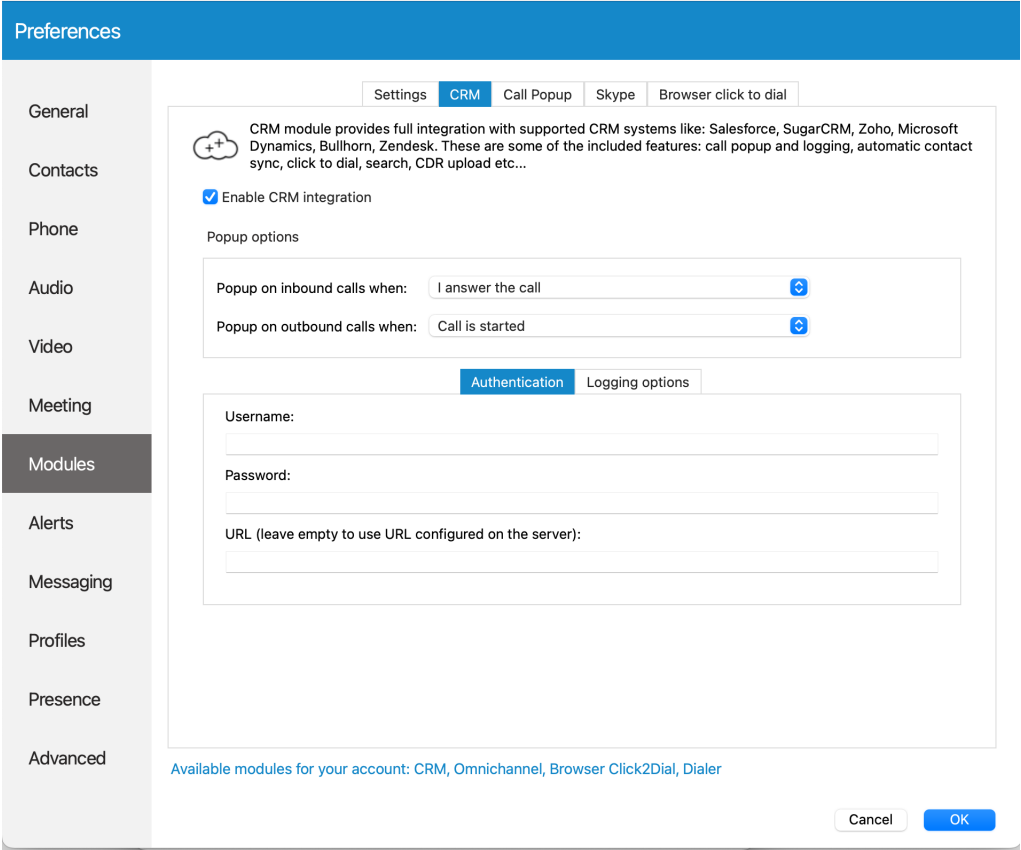 Preferences
General
Contacts
Phone
Audio
Video
Meeting
Modules
Alerts
Messaging
Profiles
Presence
Advanced
Settings CRM Call Popup Skype Browser click to dial
CRM module provides full integration with supported CRM systems like: Salesforce, SugarCRM, Zoho, Microsoft
Dynamics, Bullhorn, Zendesk. These are some of the included features: call popup and logging, automatic contact
sync, click to dial, search, CDR upload etc...
Enable CRM integration
Popup options
Popup on inbound calls when: I answer the call
Popup on outbound calls when: Call is started
Authentication Logging options
Username:
Password:
URL (leave empty to use URL configured on the server):
Available modules for your account: CRM, Omnichannel, Browser Click2Dial, Dialer
Cancel OK